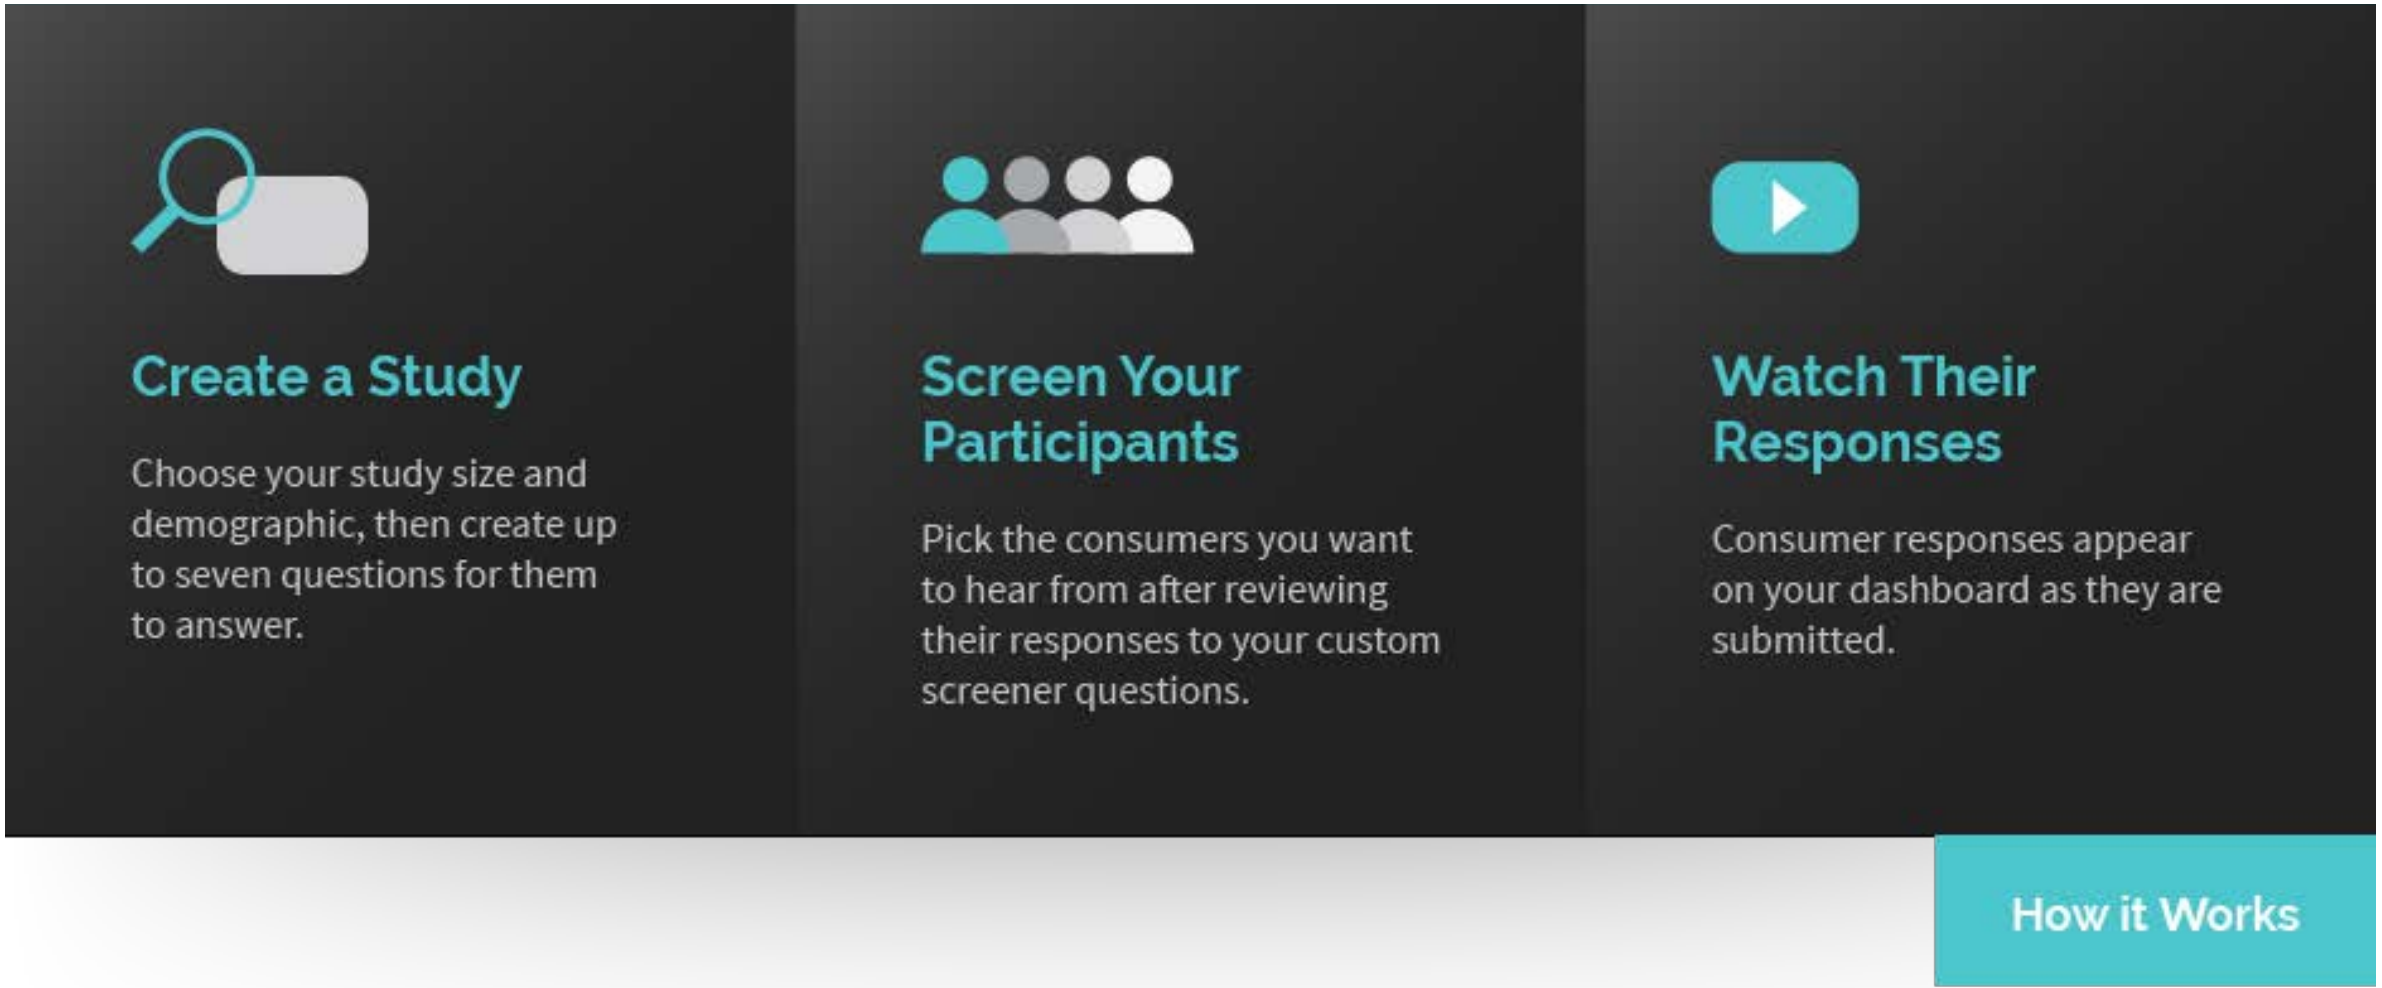 Create a Study
Choose your study size and
demographic, then create up
to seven questions for them
to answer.
Screen Your
Participants
Pick the consumers you want
to hear from after reviewing
their responses to your custom
screener questions.
Watch Their
Responses
Consumer responses appear
on your dashboard as they are
submitted.
How it Works